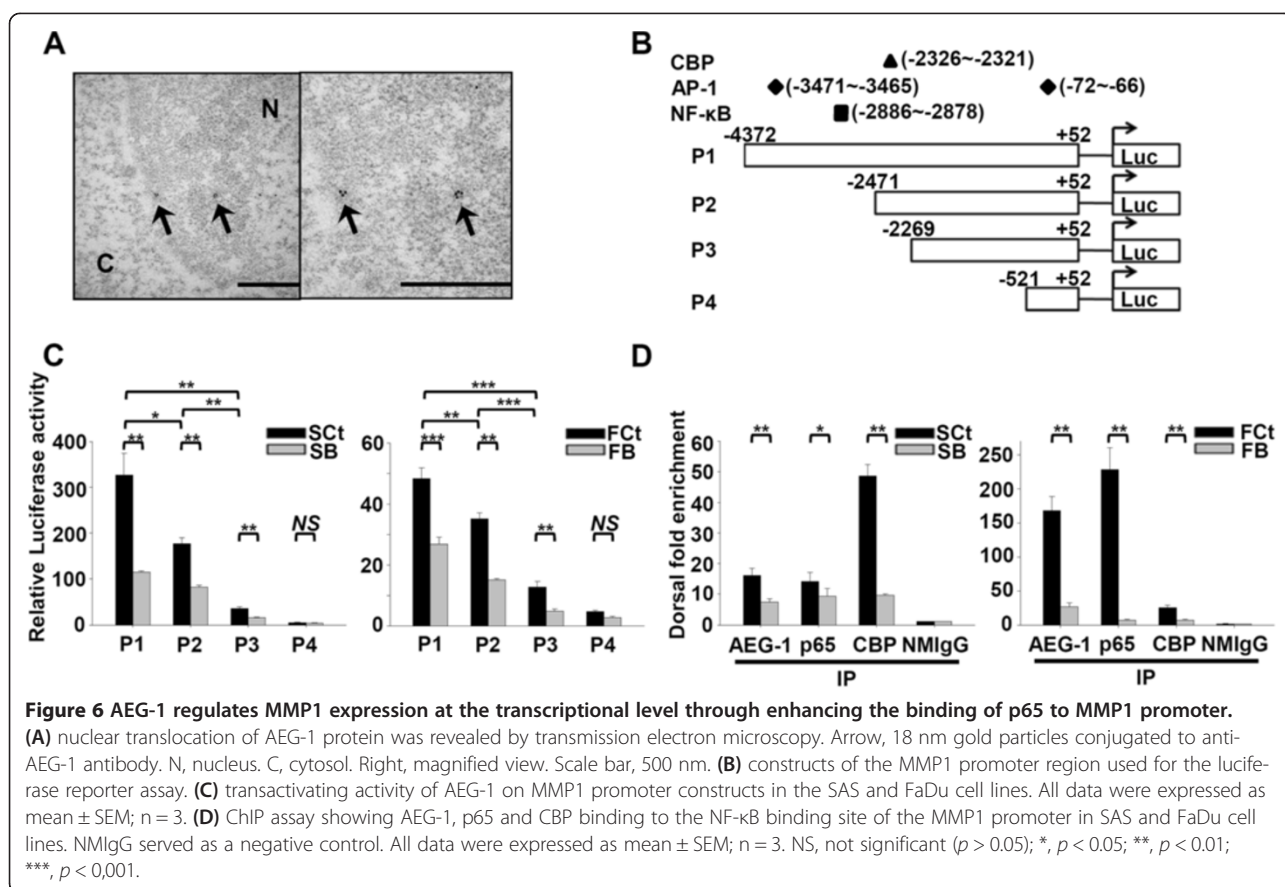 A
N
C
B
CBP
(-2326~-2321)
AP-1
(-3471~-3465)
(-72~-66)
NF-κB
(-2886~-2878)
-4372
+52
P1
Luc
-2471
+52
P2
Luc
-2269
+52
P3
Luc
-521
+52
P4
Luc
C
Relative Luciferase activity
**
*
**
**
**
**
NS
SCt
SB
400
300
200
100
0
P1
P2
P3
P4
***
**
***
***
**
**
NS
FCt
FB
60
40
20
0
P1
P2
P3
P4
D
Dorsal fold enrichment
**
*
**
SCt
SB
60
50
40
30
20
10
0
AEG-1 p65 CBP NMIgG
IP
**
**
**
FCt
FB
250
200
150
100
50
0
AEG-1 p65 CBP NMIgG
IP
Figure 6 AEG-1 regulates MMP1 expression at the transcriptional level through enhancing the binding of p65 to MMP1 promoter.
(A) nuclear translocation of AEG-1 protein was revealed by transmission electron microscopy. Arrow, 18 nm gold particles conjugated to anti-
AEG-1 antibody. N, nucleus. C, cytosol. Right, magnified view. Scale bar, 500 nm. (B) constructs of the MMP1 promoter region used for the lucife-
rase reporter assay. (C) transactivating activity of AEG-1 on MMP1 promoter constructs in the SAS and FaDu cell lines. All data were expressed as
mean ± SEM; n = 3. (D) ChIP assay showing AEG-1, p65 and CBP binding to the NF-κB binding site of the MMP1 promoter in SAS and FaDu cell
lines. NMIgG served as a negative control. All data were expressed as mean ± SEM; n = 3. NS, not significant (p > 0.05); *, p < 0.05; **, p < 0.01;
***, p < 0,001.